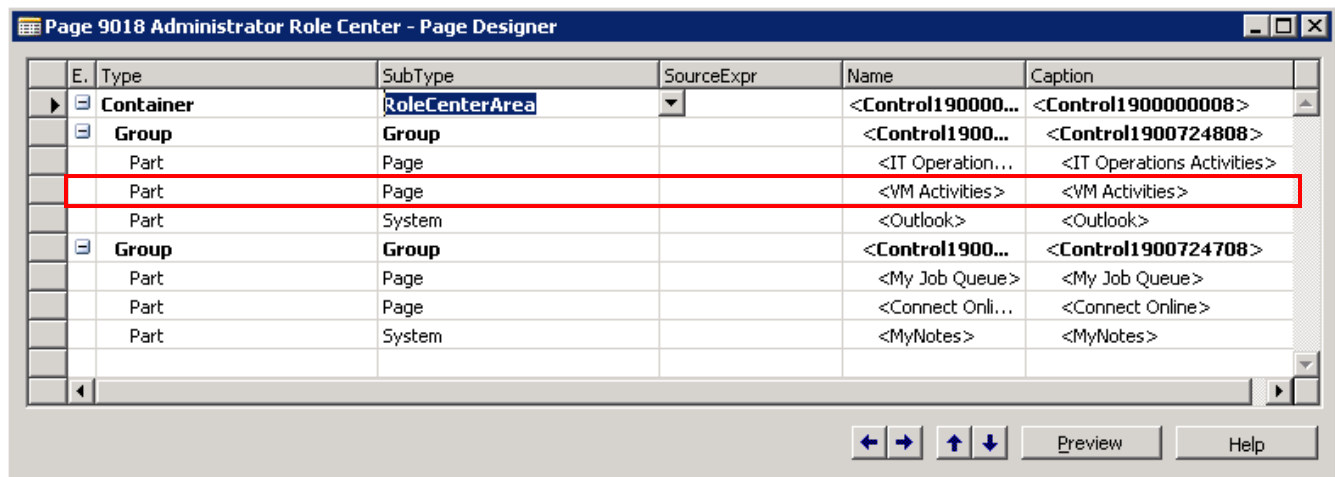 Page 9018 Administrator Role Center - Page Designer
E. Type SubType SourceExpr Name Caption
Container RoleCenterArea <Control190000... <Control1900000008>
Group Group <Control1900... <Control1900724808>
Part Page <IT Operation... <IT Operations Activities>
Part Page <VM Activities> <VM Activities>
Part System <Outlook> <Outlook>
Group Group <Control1900... <Control1900724708>
Part Page <My Job Queue> <My Job Queue>
Part Page <Connect Onli... <Connect Online>
Part System <MyNotes> <MyNotes>
Preview Help